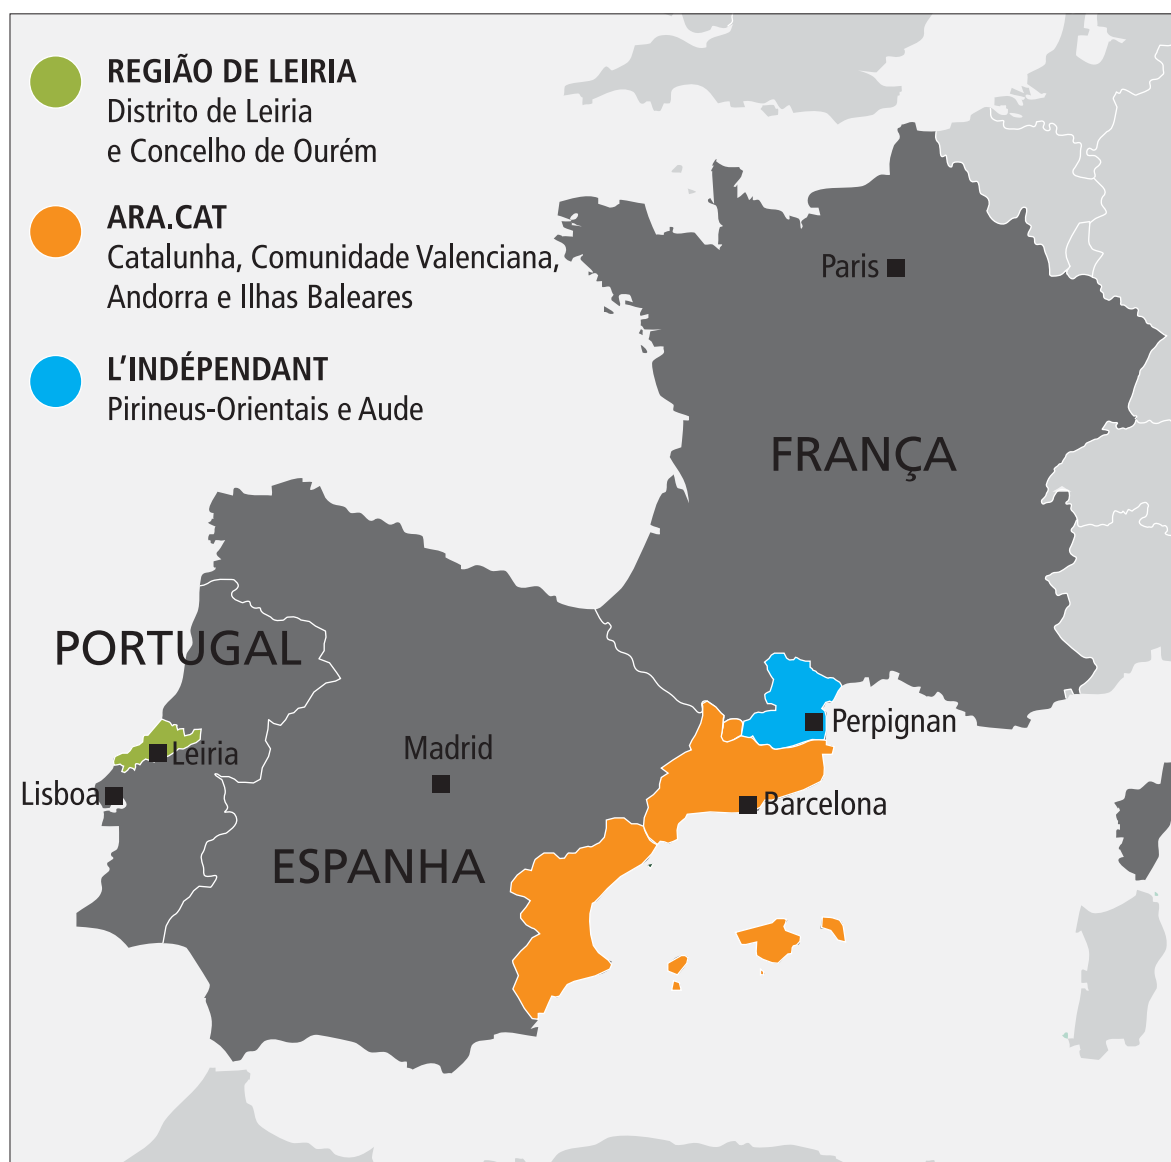 REGIÃO DE LEIRIA
Distrito de Leiria
e Concelho de Ourém
ARA.CAT
Catalunha, Comunidade Valenciana,
Andorra e Ilhas Baleares
L'INDÉPENDANT
Pirineus-Orientais e Aude
Paris
FRANÇA
PORTUGAL
Perpignan
Leiria
Madrid
Lisboa
Barcelona
ESPANHA